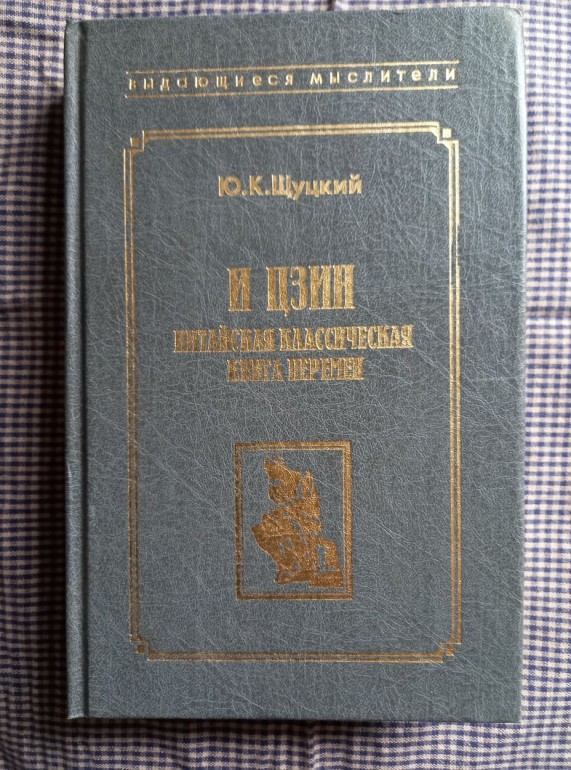 выдающиеся мыслители
Ю.К.Щуцкий
И ЦЗИН
КИТАЙСКАЯ КЛАССИЧЕСКАЯ
КНИГА ПЕРЕМЕН